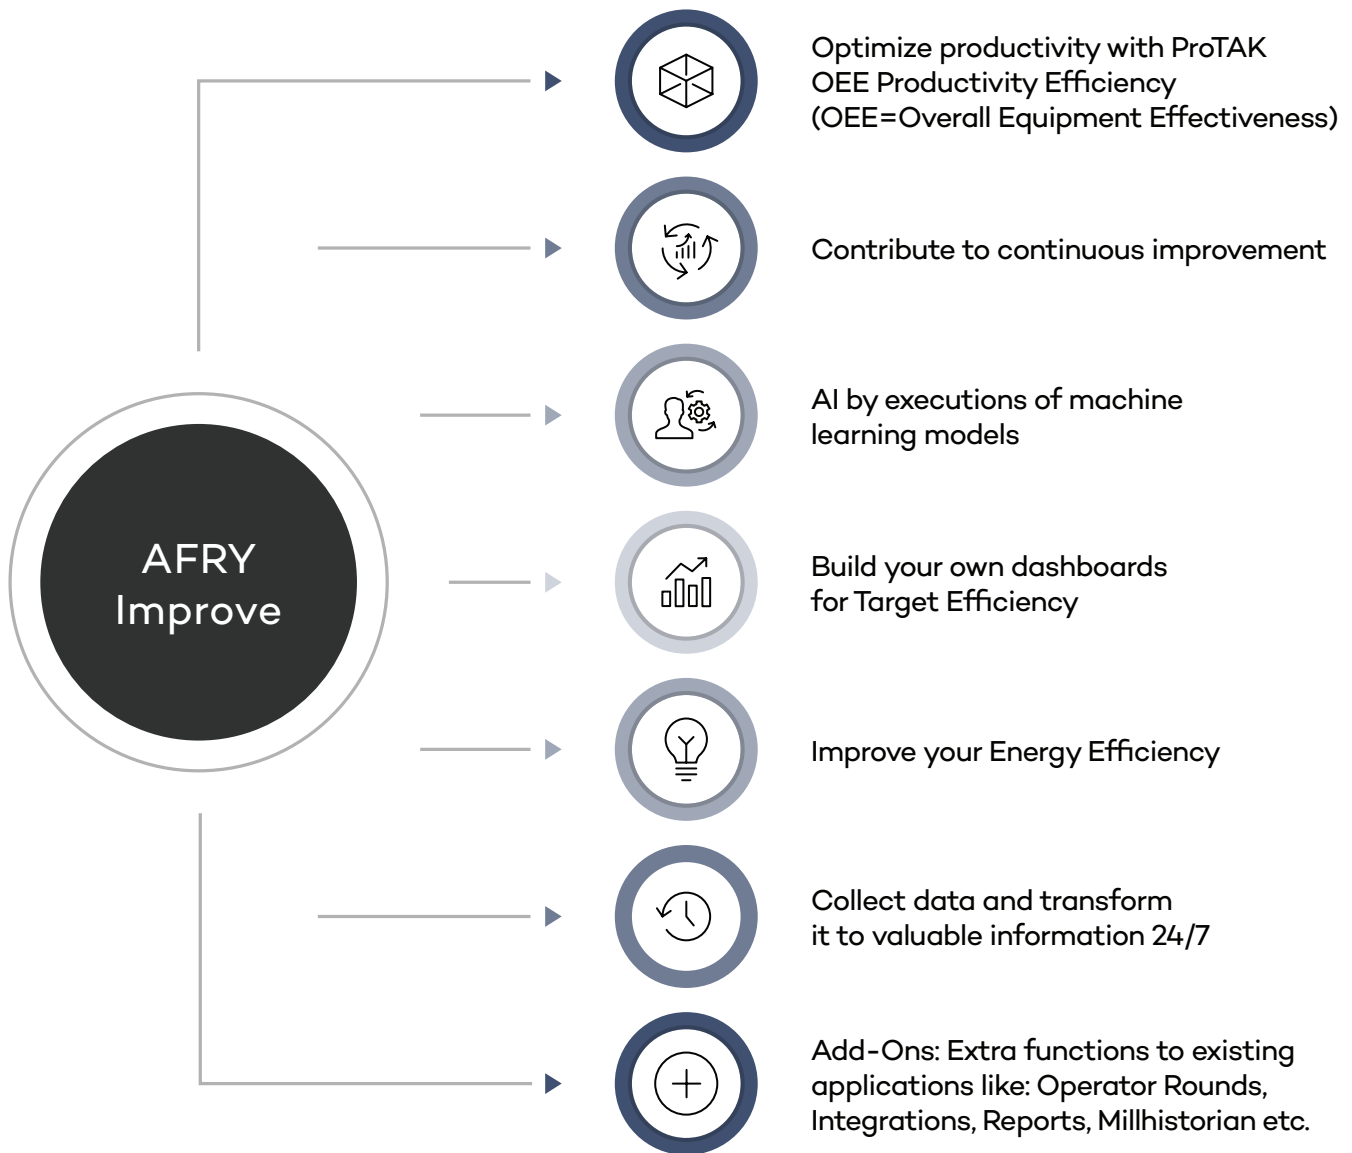 Optimize productivity with ProTAK
OEE Productivity Efficiency
(OEE=Overall Equipment Effectiveness)
Contribute to continuous improvement
AI by executions of machine
learning models
AFRY
Improve
Build your own dashboards
for Target Efficiency
Improve your Energy Efficiency
Collect data and transform
it to valuable information 24/7
Add-Ons: Extra functions to existing
applications like: Operator Rounds,
Integrations, Reports, Millhistorian etc.